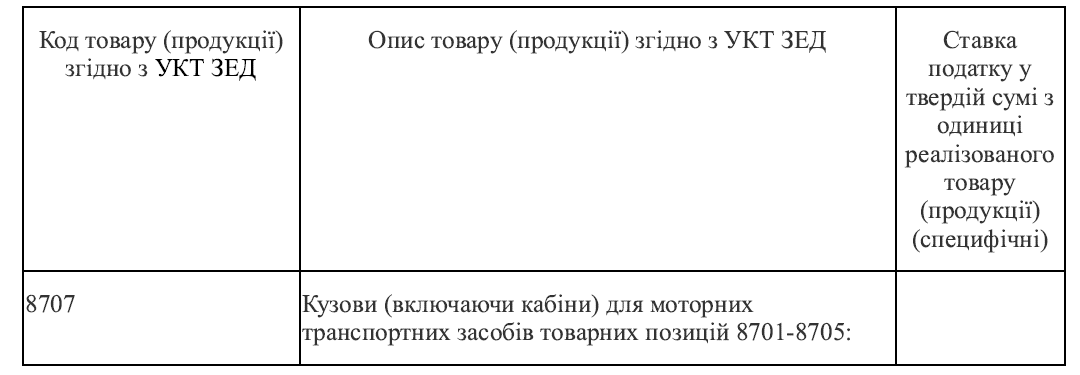 Код товару (продукції)
згідно з УКТ ЗЕД
Опис товару (продукції) згідно з УКТ ЗЕД
Ставка
податку у
твердій сумі з
одиниці
реалізованого
товару
(продукції)
(специфічні)
8707
Кузови (включаючи кабіни) для моторних
транспортних засобів товарних позицій 8701-8705: